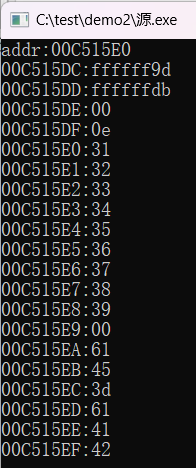 C:\test\demo2\源.exe
addr:00C515E0
00C515DC:ffffff9d
00C515DD:ffffffdb
00C515DE:00
00C515DF:0e
00C515E0:31
00C515E1:32
00C515E2:33
00C515E3:34
00C515E4:35
00C515E5:36
00C515E6:37
00C515E7:38
00C515E8:39
00C515E9:00
00C515EA:61
00C515EB:45
00C515EC:3d
00C515ED:61
00C515EE:41
00C515EF:42